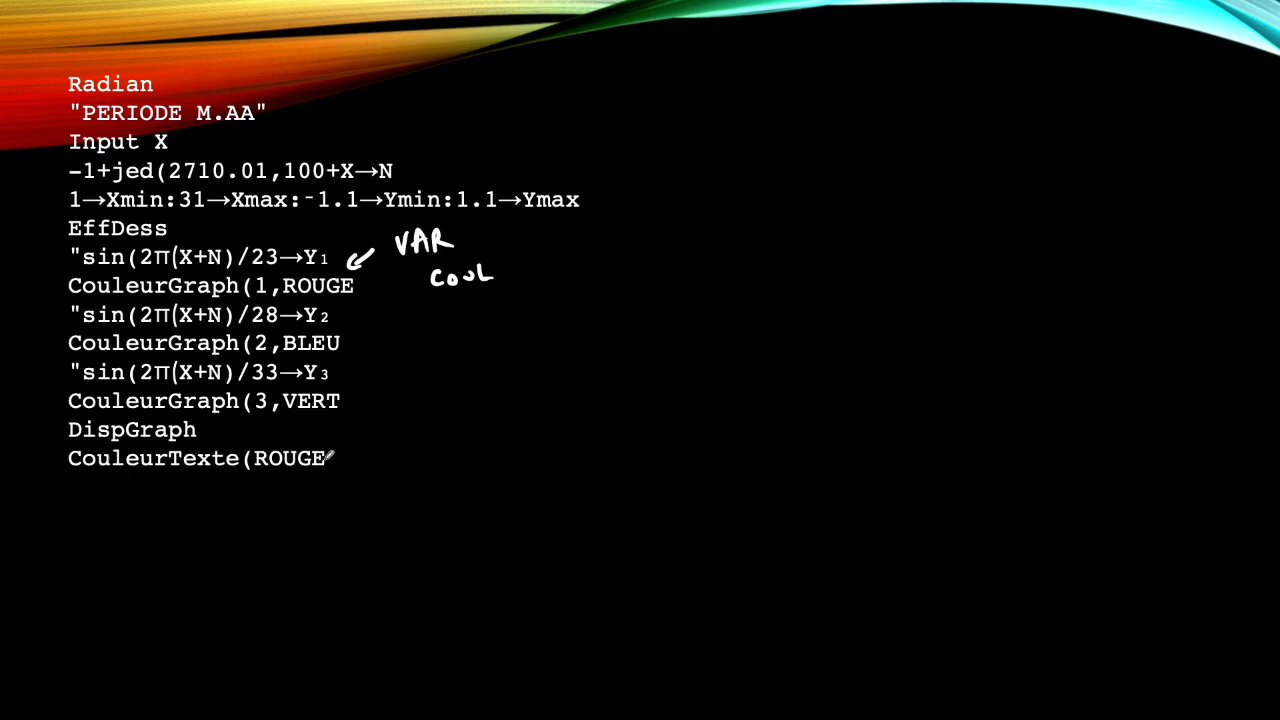 Radian
"PERIODE M.AA"
Input X
-1+jed(2710.01,100+X→N
1→Xmin:31→Xmax:⁻1.1→Ymin:1.1→Ymax
EffDess
"sin(2π(X+N)/23→Y₁
VAR
COUL
CouleurGraph(1,ROUGE
"sin(2π(X+N)/28→Y₂
CouleurGraph(2,BLEU
"sin(2π(X+N)/33→Y₃
CouleurGraph(3,VERT
DispGraph
CouleurTexte(ROUGE